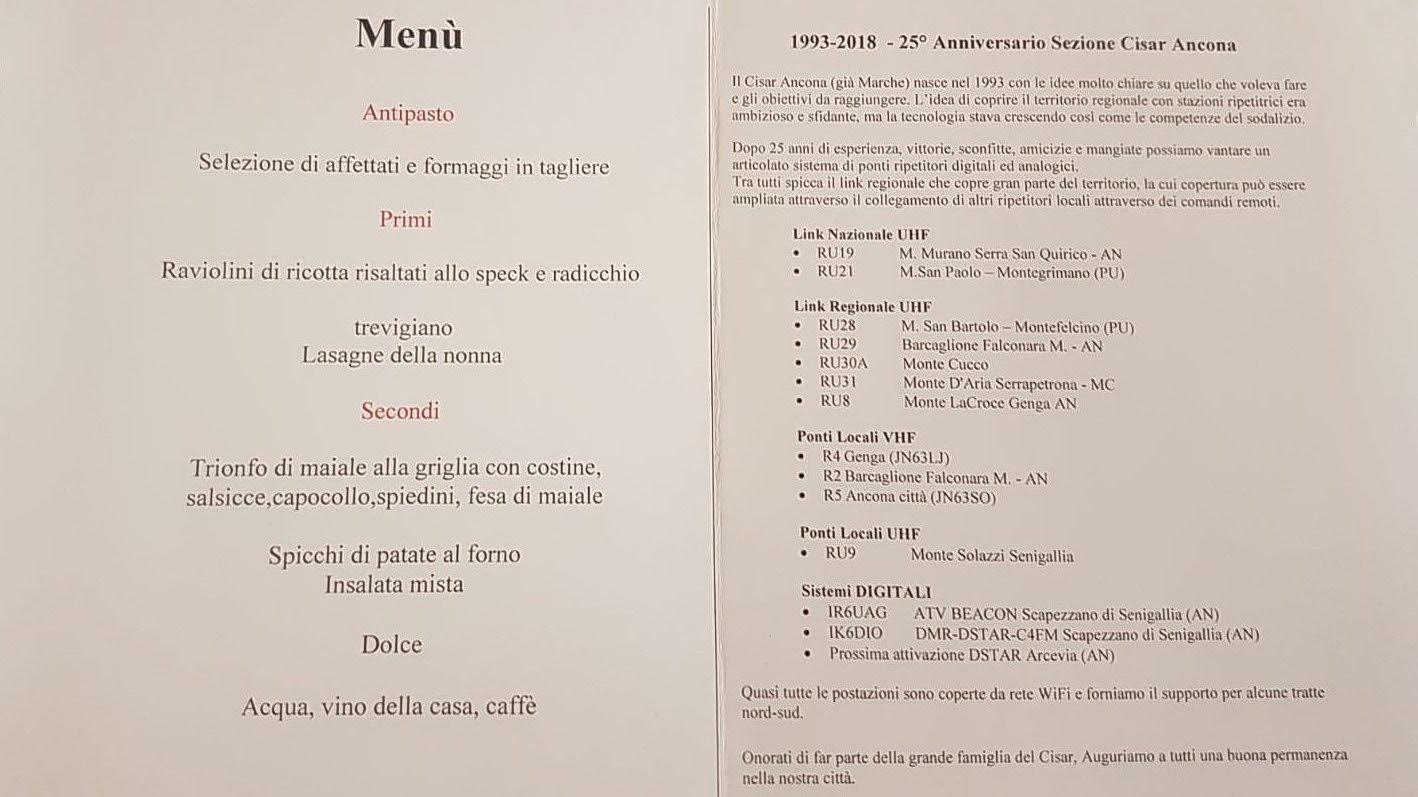 Menù
Antipasto
Selezione di affettati e formaggi in tagliere
Primi
Raviolini di ricotta risaltati allo speck e radicchio
trevigiano
Lasagne della nonna
Secondi
Trionfo di maiale alla griglia con costine,
salsicce,capocollo,spiedini, fesa di maiale
Spicchi di patate al forno
Insalata mista
Dolce
Acqua, vino della casa, caffè
1993-2018 - 25° Anniversario Sezione Cisar Ancona
Il Cisar Ancona (già Marche) nasce nel 1993 con le idee molto chiare su quello che voleva fare
e gli obiettivi da raggiungere. L'idea di coprire il territorio regionale con stazioni ripetitrici era
ambizioso e sfidante, ma la tecnologia stava crescendo così come le competenze del sodalizio.
Dopo 25 anni di esperienza, vittorie, sconfitte, amicizie e mangiate possiamo vantare un
articolato sistema di ponti ripetitori digitali ed analogici.
Tra tutti spicca il link regionale che copre gran parte del territorio, la cui copertura può essere
ampliata attraverso il collegamento di altri ripetitori locali attraverso dei comandi remoti.
Link Nazionale UHF
• RU19 M. Murano Serra San Quirico - AN
• RU21 M.San Paolo – Montegrimano (PU)
Link Regionale UHF
• RU28 M. San Bartolo – Montefelcino (PU)
• RU29 Barcaglione Falconara M. - AN
• RU30A Monte Cucco
• RU31 Monte D'Aria Serrapetrona - MC
• RU8 Monte LaCroce Genga AN
Ponti Locali VHF
• R4 Genga (JN63LJ)
• R2 Barcaglione Falconara M. - AN
• R5 Ancona città (JN63SO)
Ponti Locali UHF
• RU9 Monte Solazzi Senigallia
Sistemi DIGITALI
• IR6UAG ATV BEACON Scapezzano di Senigallia (AN)
• IK6DIO DMR-DSTAR-C4FM Scapezzano di Senigallia (AN)
• Prossima attivazione DSTAR Arcevia (AN)
Quasi tutte le postazioni sono coperte da rete WiFi e forniamo il supporto per alcune tratte
nord-sud.
Onorati di far parte della grande famiglia del Cisar, Auguriamo a tutti una buona permanenza
nella nostra città.